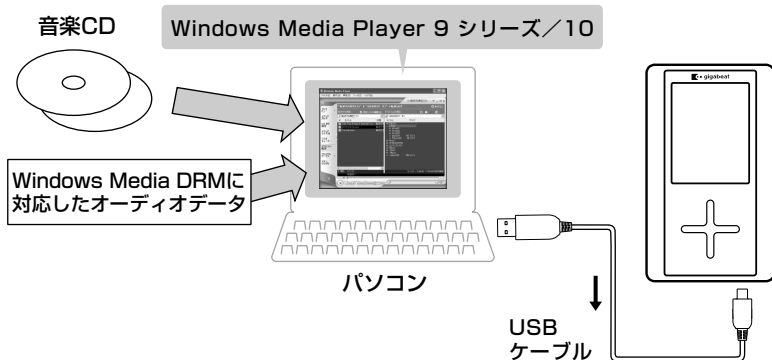 音楽CD
Windows Media Player 9 シリーズ／10
gigabeat
Windows Media DRMに
対応したオーディオデータ
パソコン
USB
ケーブル